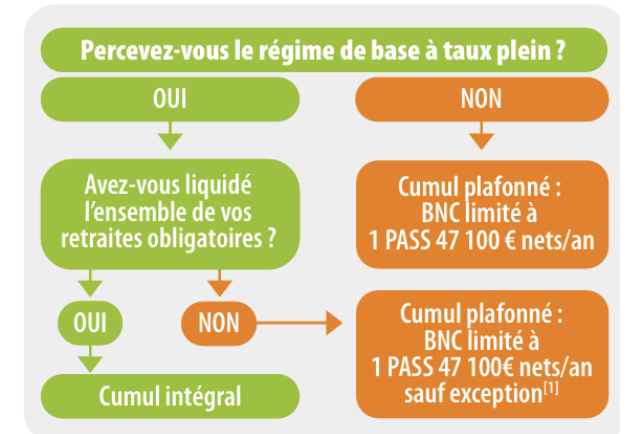 Percevez-vous le régime de base à taux plein ?
OUI
NON
Avez-vous liquidé
l'ensemble de vos
retraites obligatoires ?
Cumul plafonné :
BNC limité à
1 PASS 47 100 € nets/an
OUI
NON
Cumul plafonné :
BNC limité à
1 PASS 47 100€ nets/an
sauf exception[1]
Cumul intégral